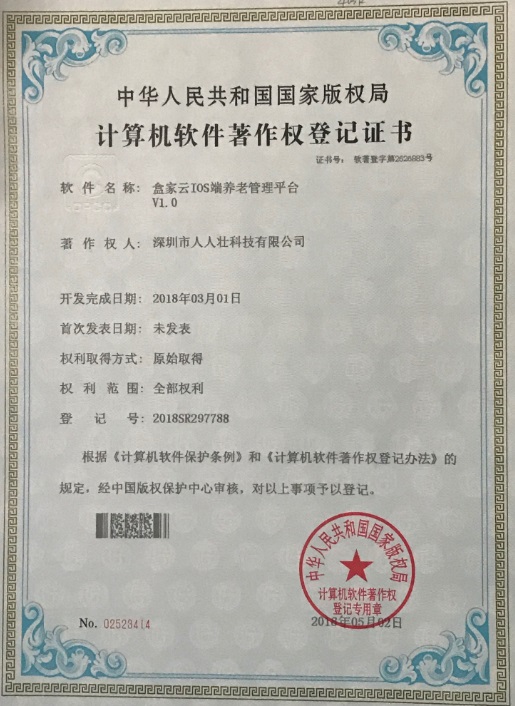 中华人民共和国国家版权局
计算机软件著作权登记证书
证书号： 软著登字第2626883号
软件名称： 盒家云IOS端养老管理平台
V1.0
著作权人： 深圳市人人壮科技有限公司
开发完成日期： 2018年03月01日
首次发表日期： 未发表
权利取得方式： 原始取得
权利范围： 全部权利
登记号： 2018SR297788
根据《计算机软件保护条例》和《计算机软件著作权登记办法》的
规定，经中国版权保护中心审核，对以上事项予以登记。
中华人民共和国国家版权局
计算机软件著作权
登记专用章
2018年05月02日
No. 02528414